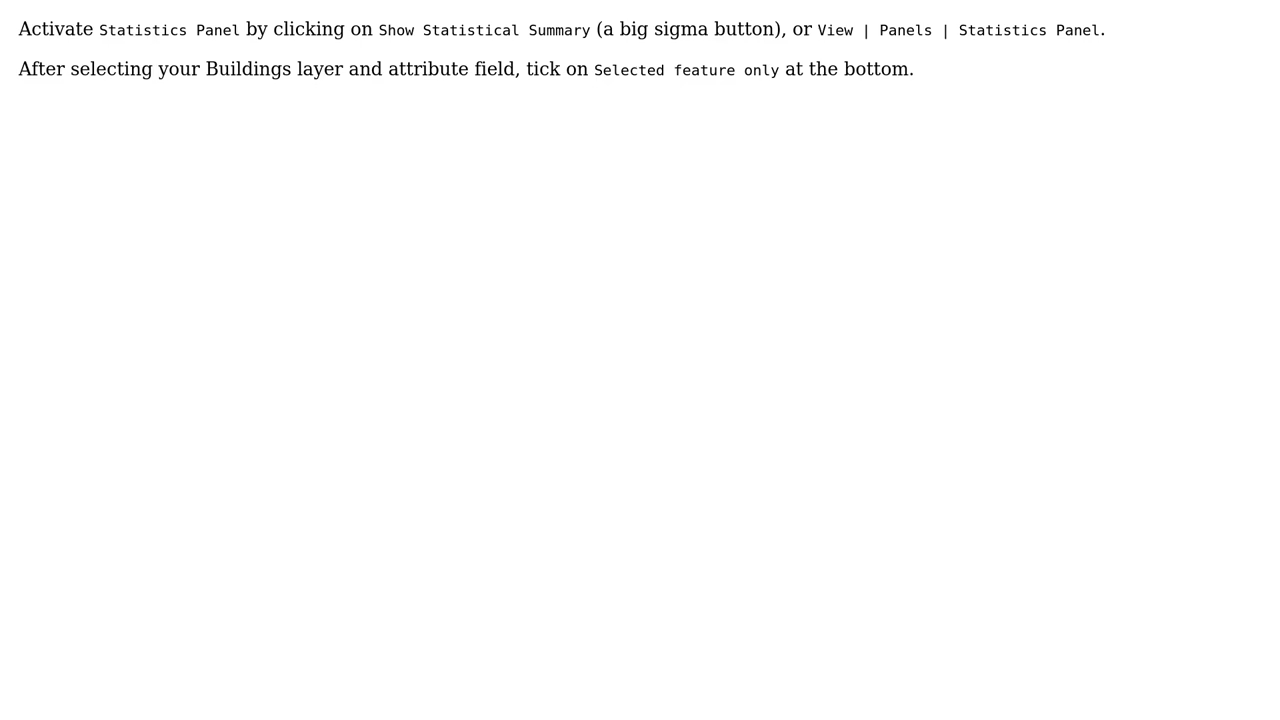 Activate Statistics Panel by clicking on Show Statistical Summary (a big sigma button), or View | Panels | Statistics Panel.
After selecting your Buildings layer and attribute field, tick on Selected feature only at the bottom.